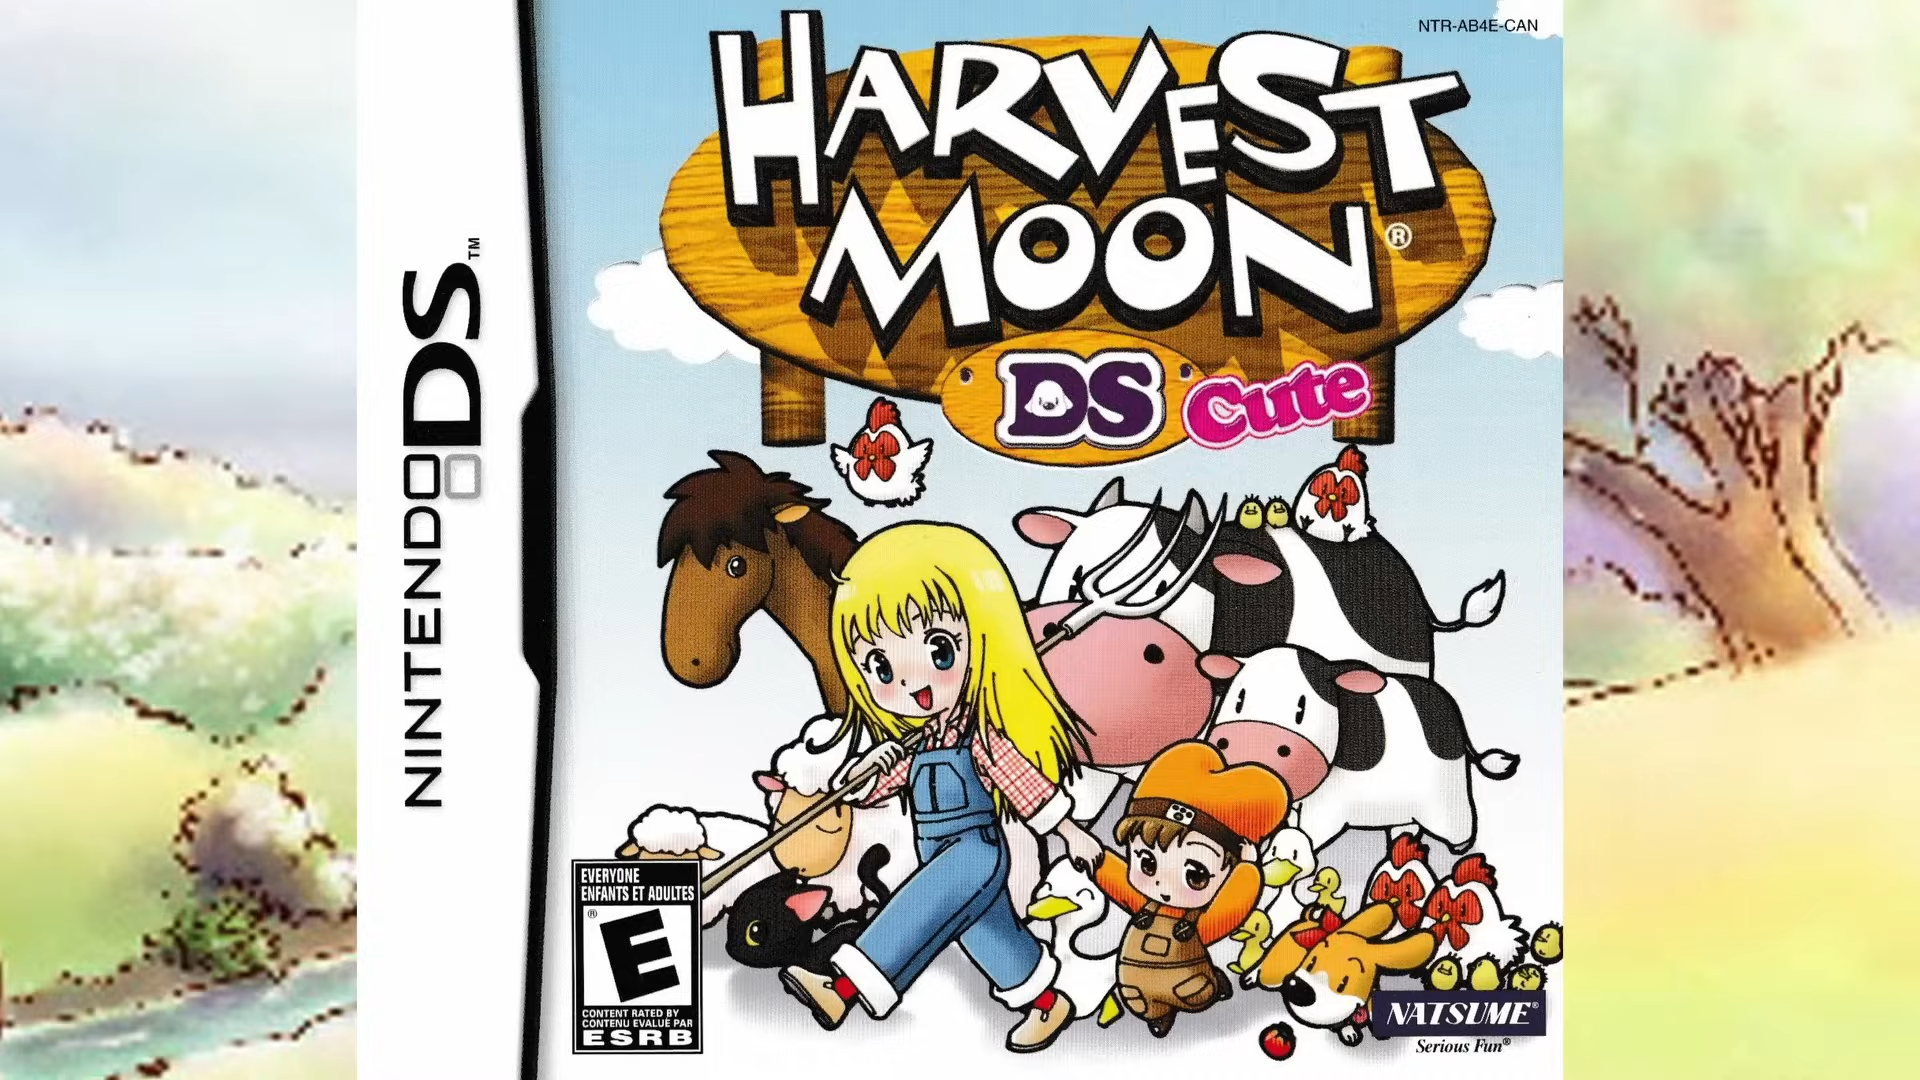 NTR-AB4E-CAN
HARVEST
MOON®
DS Cute
NINTENDO DS™
EVERYONE
ENFANTS ET ADULTES
E®
CONTENT RATED BY
CONTENU ÉVALUÉ PAR
ESRB
NATSUME®
Serious Fun®